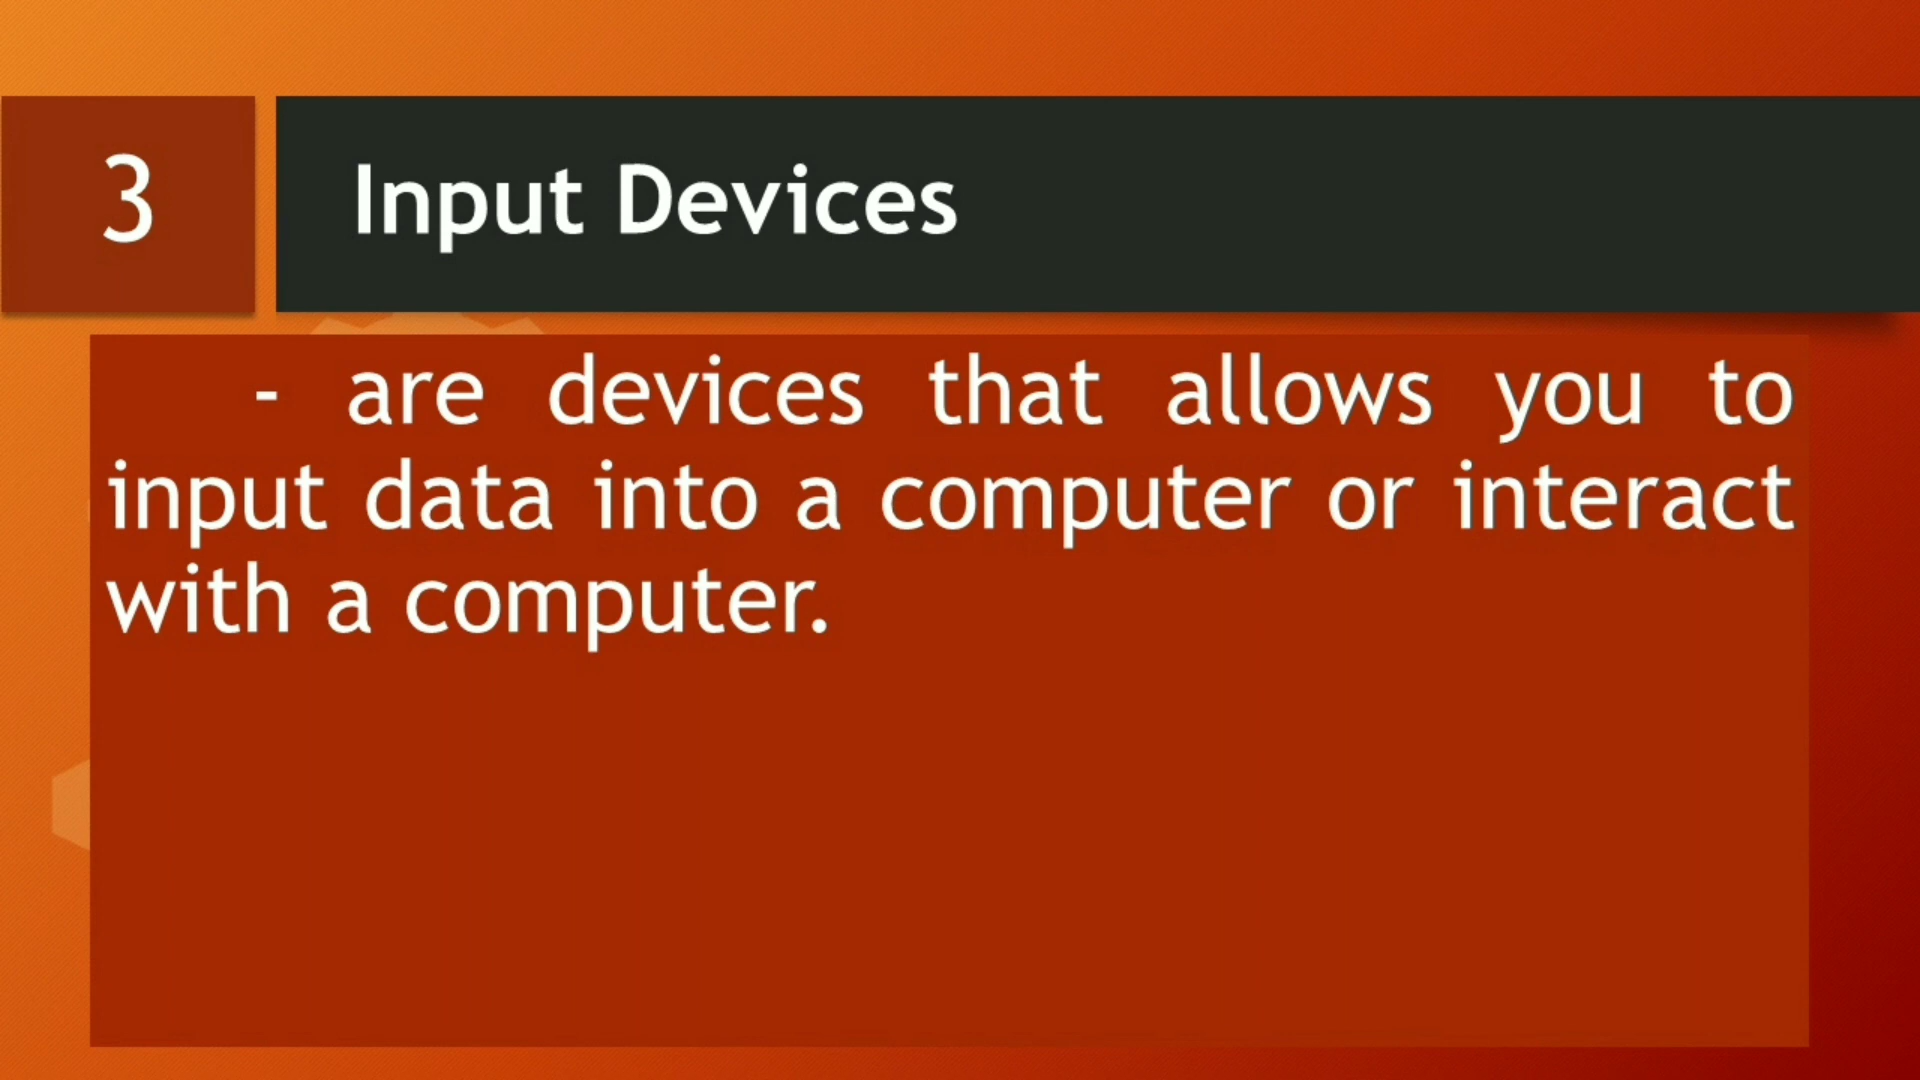 3
Input Devices
- are devices that allows you to
input data into a computer or interact
with a computer.